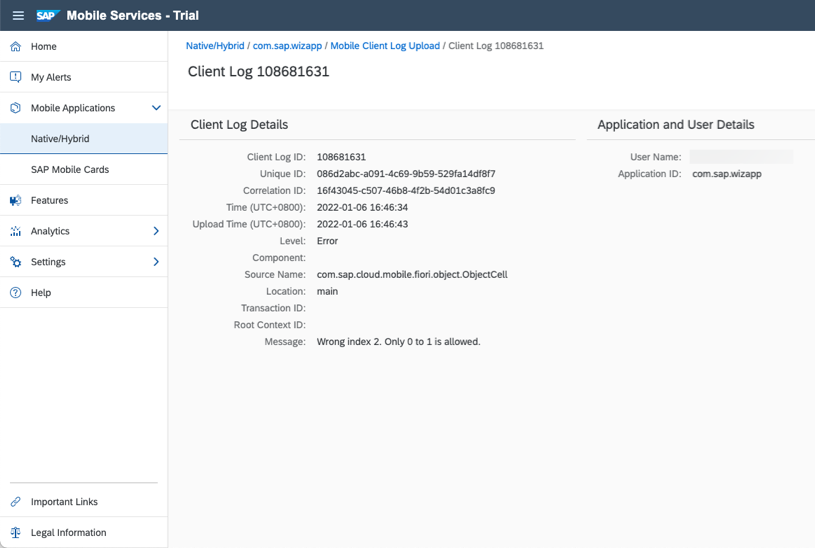 SAP Mobile Services - Trial
Home
My Alerts
Mobile Applications
Native/Hybrid
SAP Mobile Cards
Features
Analytics
Settings
Help
Important Links
Legal Information
Native/Hybrid / com.sap.wizapp / Mobile Client Log Upload / Client Log 108681631
Client Log 108681631
Client Log Details
Client Log ID: 108681631
Unique ID: 086d2abc-a091-4c69-9b59-529fa14df8f7
Correlation ID: 16f43045-c507-46b8-4f2b-54d01c3a8fc9
Time (UTC+0800): 2022-01-06 16:46:34
Upload Time (UTC+0800): 2022-01-06 16:46:43
Level: Error
Component:
Source Name: com.sap.cloud.mobile.fiori.object.ObjectCell
Location: main
Transaction ID:
Root Context ID:
Message: Wrong index 2. Only 0 to 1 is allowed.
Application and User Details
User Name:
Application ID: com.sap.wizapp